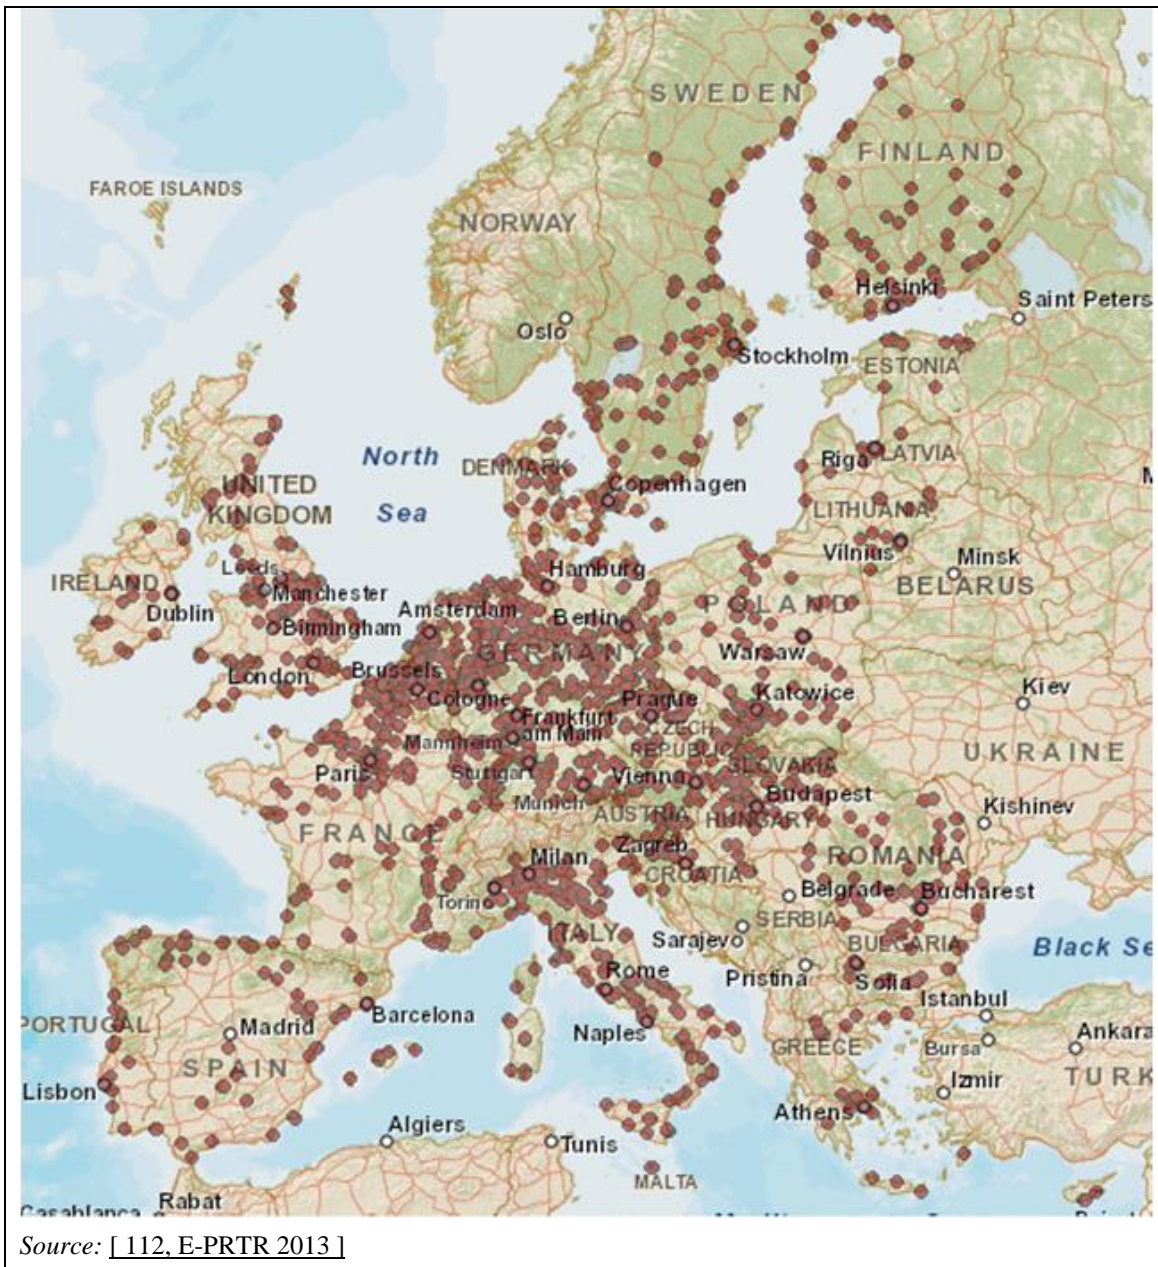 SWEDEN
FINLAND
FAROE ISLANDS
NORWAY
Helsinki
Saint Peters
Oslo
Stockholm
ESTONIA
North
Sea
DENMARK
Riga
LATVIA
UNITED
KINGDOM
Copenhagen
LITHUANIA
Vilnius
Minsk
BELARUS
Leeds
IRELAND
Manchester
Dublin
Hamburg
Amsterdam
Berlin
POLAND
Birmingham
GERMANY
Warsaw
London
Brussels
Cologne
Prague
Katowice
Kiev
Frankfurt
am Main
Mannheim
CZECH
REPUBLIC
UKRAINE
Paris
Stuttgart
Vienna
SLOVAKIA
Munich
Budapest
AUSTRIA
HUNGARY
Kishinev
FRANCE
Zagreb
Milan
ROMANIA
CROATIA
Torino
Belgrade
Bucharest
SERBIA
ITALY
Sarajevo
BULGARIA
Black Se
Rome
Pristina
Sofia
Istanbul
PORTUGAL
Madrid
Barcelona
Naples
GREECE
Bursa
Ankara
SPAIN
Izmir
TURK
Lisbon
Athens
Algiers
Tunis
MALTA
Rabat
Casablanca
Source: [ 112, E-PRTR 2013 ]